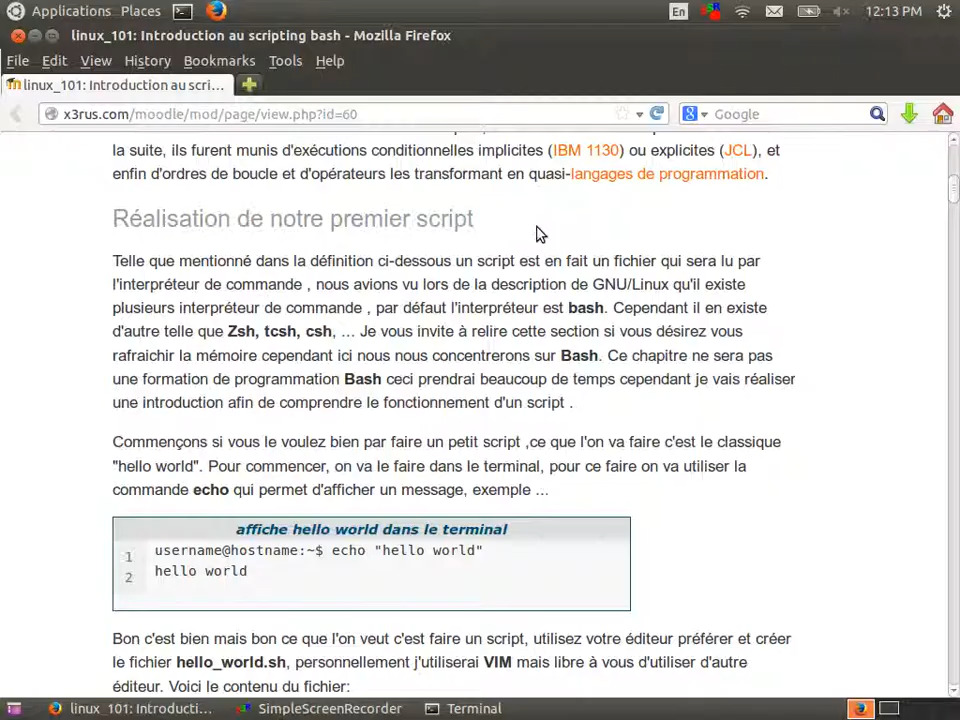 Applications Places
En
12:13 PM
linux_101: Introduction au scripting bash - Mozilla Firefox
File Edit View History Bookmarks Tools Help
linux_101: Introduction au scri...
x3rus.com/moodle/mod/page/view.php?id=60
Google
la suite, ils furent munis d'exécutions conditionnelles implicites (IBM 1130) ou explicites (JCL), et
enfin d'ordres de boucle et d'opérateurs les transformant en quasi-langages de programmation.
Réalisation de notre premier script
Telle que mentionné dans la définition ci-dessous un script est en fait un fichier qui sera lu par
l'interpréteur de commande , nous avions vu lors de la description de GNU/Linux qu'il existe
plusieurs interpréteur de commande , par défaut l'interpréteur est bash. Cependant il en existe
d'autre telle que Zsh, tcsh, csh, ... Je vous invite à relire cette section si vous désirez vous
rafraichir la mémoire cependant ici nous nous concentrerons sur Bash. Ce chapitre ne sera pas
une formation de programmation Bash ceci prendrai beaucoup de temps cependant je vais réaliser
une introduction afin de comprendre le fonctionnement d'un script .
Commençons si vous le voulez bien par faire un petit script ,ce que l'on va faire c'est le classique
"hello world". Pour commencer, on va le faire dans le terminal, pour ce faire on va utiliser la
commande echo qui permet d'afficher un message, exemple ...
affiche hello world dans le terminal
1 username@hostname:~$ echo "hello world"
2 hello world
Bon c'est bien mais bon ce que l'on veut c'est faire un script, utilisez votre éditeur préférer et créer
le fichier hello_world.sh, personnellement j'utiliserai VIM mais libre à vous d'utiliser d'autre
éditeur. Voici le contenu du fichier:
linux_101: Introducti...
SimpleScreenRecorder
Terminal